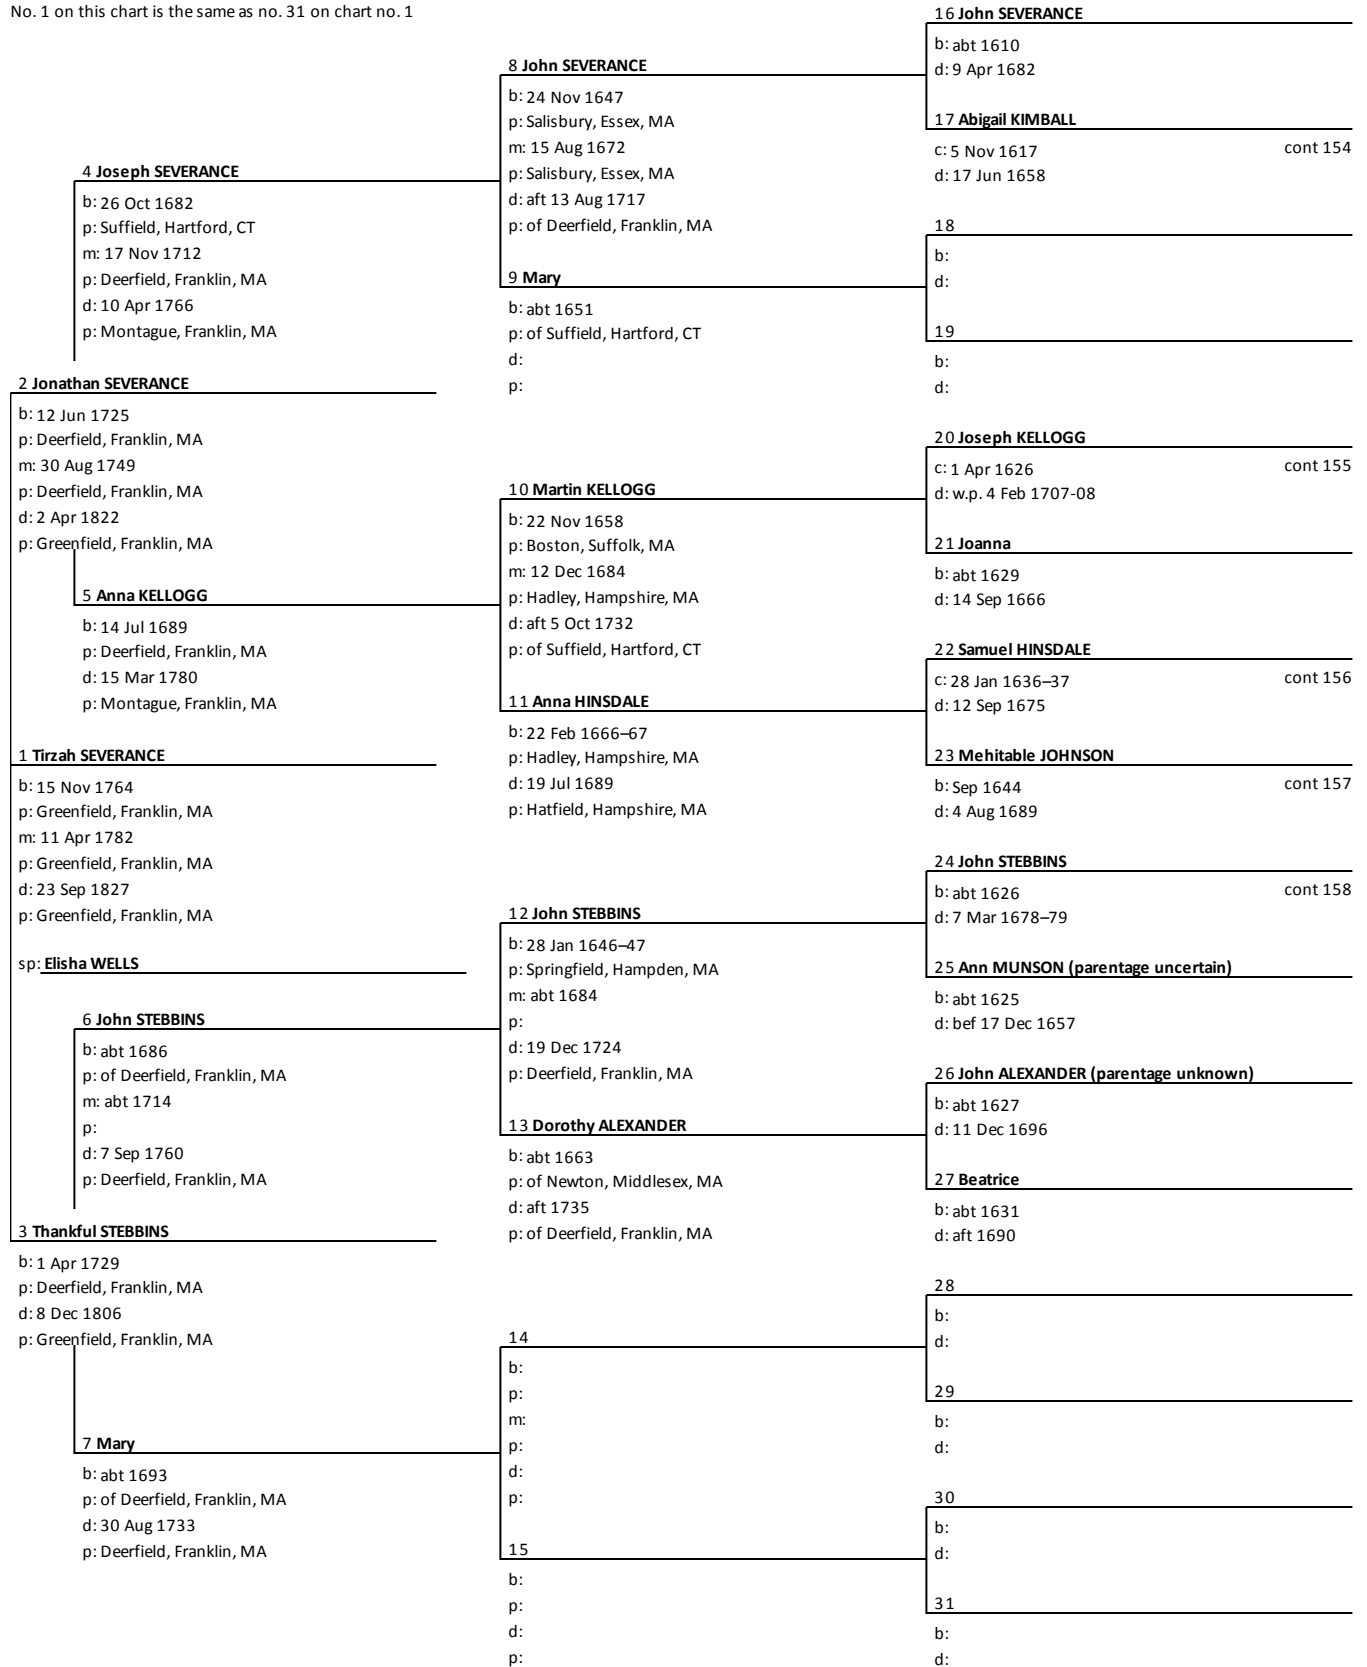 No. 1 on this chart is the same as no. 31 on chart no. 1
16 John SEVERANCE
b: abt 1610
d: 9 Apr 1682
8 John SEVERANCE
b: 24 Nov 1647
p: Salisbury, Essex, MA
m: 15 Aug 1672
p: Salisbury, Essex, MA
d: aft 13 Aug 1717
p: of Deerfield, Franklin, MA
17 Abigail KIMBALL
c: 5 Nov 1617 cont 154
d: 17 Jun 1658
4 Joseph SEVERANCE
b: 26 Oct 1682
p: Suffield, Hartford, CT
m: 17 Nov 1712
p: Deerfield, Franklin, MA
d: 10 Apr 1766
p: Montague, Franklin, MA
18
b:
d:
9 Mary
b: abt 1651
p: of Suffield, Hartford, CT
d:
p:
19
b:
d:
2 Jonathan SEVERANCE
b: 12 Jun 1725
p: Deerfield, Franklin, MA
m: 30 Aug 1749
p: Deerfield, Franklin, MA
d: 2 Apr 1822
p: Greenfield, Franklin, MA
20 Joseph KELLOGG
c: 1 Apr 1626 cont 155
d: w.p. 4 Feb 1707-08
10 Martin KELLOGG
b: 22 Nov 1658
p: Boston, Suffolk, MA
m: 12 Dec 1684
p: Hadley, Hampshire, MA
d: aft 5 Oct 1732
p: of Suffield, Hartford, CT
21 Joanna
b: abt 1629
d: 14 Sep 1666
5 Anna KELLOGG
b: 14 Jul 1689
p: Deerfield, Franklin, MA
d: 15 Mar 1780
p: Montague, Franklin, MA
22 Samuel HINSDALE
c: 28 Jan 1636–37 cont 156
d: 12 Sep 1675
11 Anna HINSDALE
b: 22 Feb 1666–67
p: Hadley, Hampshire, MA
d: 19 Jul 1689
p: Hatfield, Hampshire, MA
23 Mehitable JOHNSON
b: Sep 1644 cont 157
d: 4 Aug 1689
1 Tirzah SEVERANCE
b: 15 Nov 1764
p: Greenfield, Franklin, MA
m: 11 Apr 1782
p: Greenfield, Franklin, MA
d: 23 Sep 1827
p: Greenfield, Franklin, MA
sp: Elisha WELLS
24 John STEBBINS
b: abt 1626 cont 158
d: 7 Mar 1678–79
12 John STEBBINS
b: 28 Jan 1646–47
p: Springfield, Hampden, MA
m: abt 1684
p:
d: 19 Dec 1724
p: Deerfield, Franklin, MA
25 Ann MUNSON (parentage uncertain)
b: abt 1625
d: bef 17 Dec 1657
6 John STEBBINS
b: abt 1686
p: of Deerfield, Franklin, MA
m: abt 1714
p:
d: 7 Sep 1760
p: Deerfield, Franklin, MA
26 John ALEXANDER (parentage unknown)
b: abt 1627
d: 11 Dec 1696
13 Dorothy ALEXANDER
b: abt 1663
p: of Newton, Middlesex, MA
d: aft 1735
p: of Deerfield, Franklin, MA
27 Beatrice
b: abt 1631
d: aft 1690
3 Thankful STEBBINS
b: 1 Apr 1729
p: Deerfield, Franklin, MA
d: 8 Dec 1806
p: Greenfield, Franklin, MA
28
b:
d:
14
b:
p:
m:
p:
d:
p:
29
b:
d:
7 Mary
b: abt 1693
p: of Deerfield, Franklin, MA
d: 30 Aug 1733
p: Deerfield, Franklin, MA
30
b:
d:
15
b:
p:
d:
p:
31
b:
d: